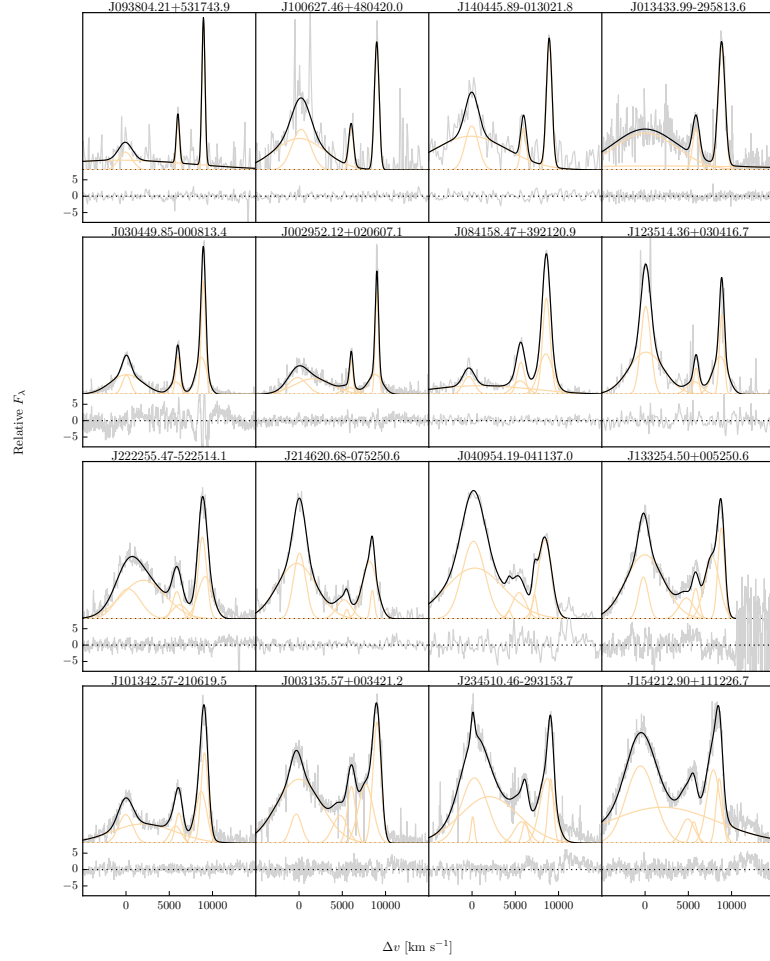 J093804.21+531743.9 J100627.46+480420.0 J140445.89-013021.8 J013433.99-295813.6
5
0
−5
J030449.85-000813.4 J002952.12+020607.1 J084158.47+392120.9 J123514.36+030416.7
5
0
−5
Relative Fλ
J222255.47-522514.1 J214620.68-075250.6 J040954.19-041137.0 J133254.50+005250.6
5
0
−5
J101342.57-210619.5 J003135.57+003421.2 J234510.46-293153.7 J154212.90+111226.7
5
0
−5
0 5000 10000 0 5000 10000 0 5000 10000 0 5000 10000
Δv [km s⁻¹]